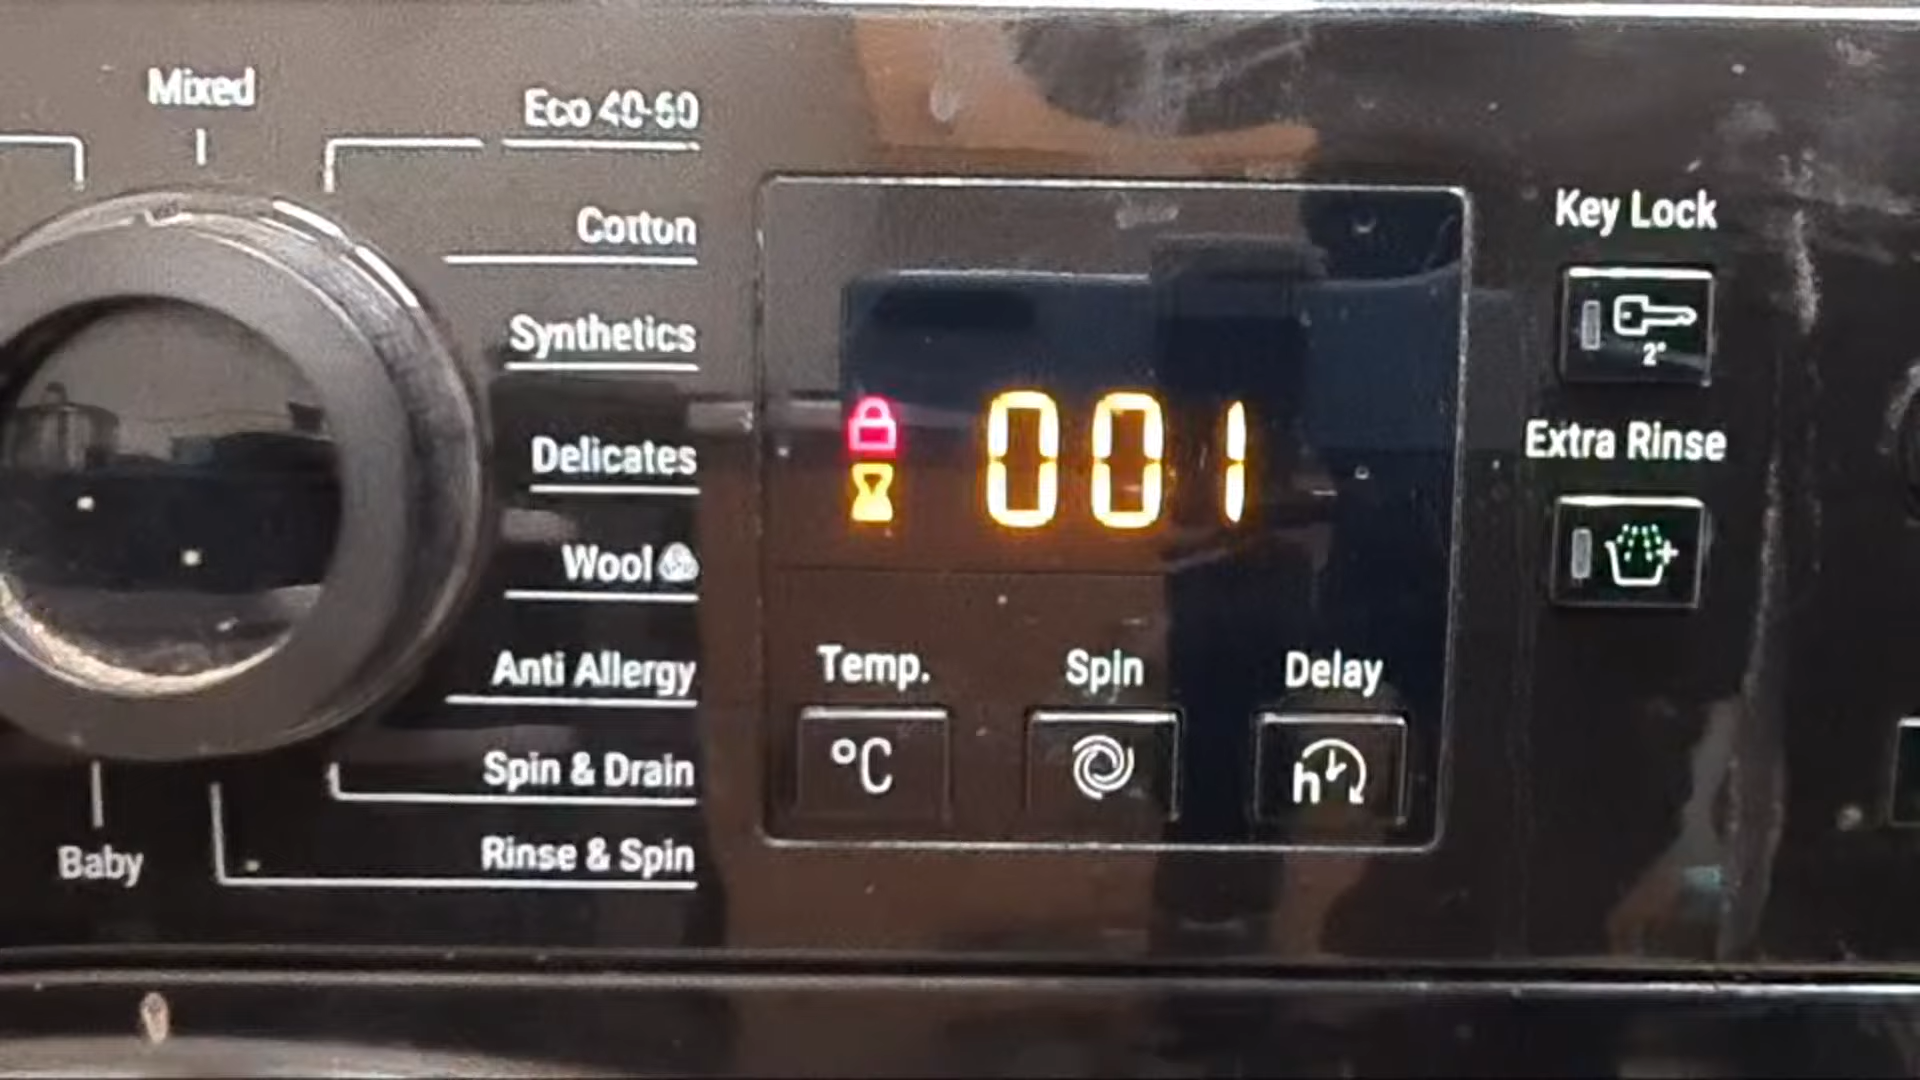 Mixed
Eco 40-60
Cotton
Synthetics
Delicates
Wool
Anti Allergy
Spin & Drain
Rinse & Spin
Baby
001
Temp.
°C
Spin
Delay
h
Key Lock
2"
Extra Rinse
+